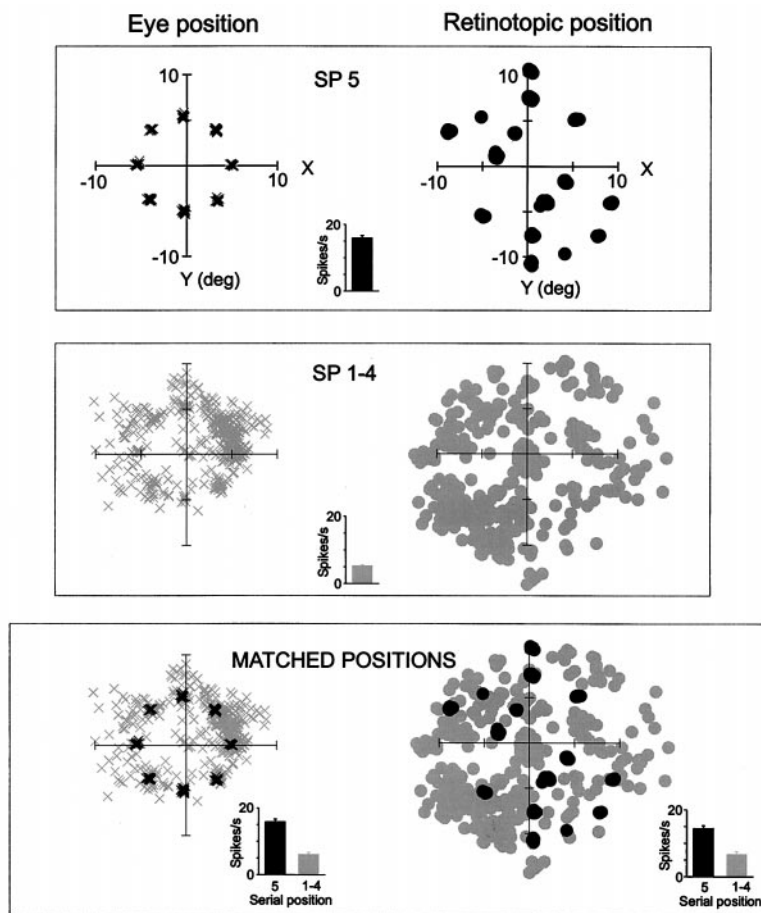 Eye position
Retinotopic position
SP 5
10
10
-10
10
X
-10
10
X
-10
-10
Y (deg)
Y (deg)
20
0
Spikes/s
SP 1-4
20
0
Spikes/s
MATCHED POSITIONS
20
0
Spikes/s
5 1-4
Serial position
20
0
Spikes/s
5 1-4
Serial position